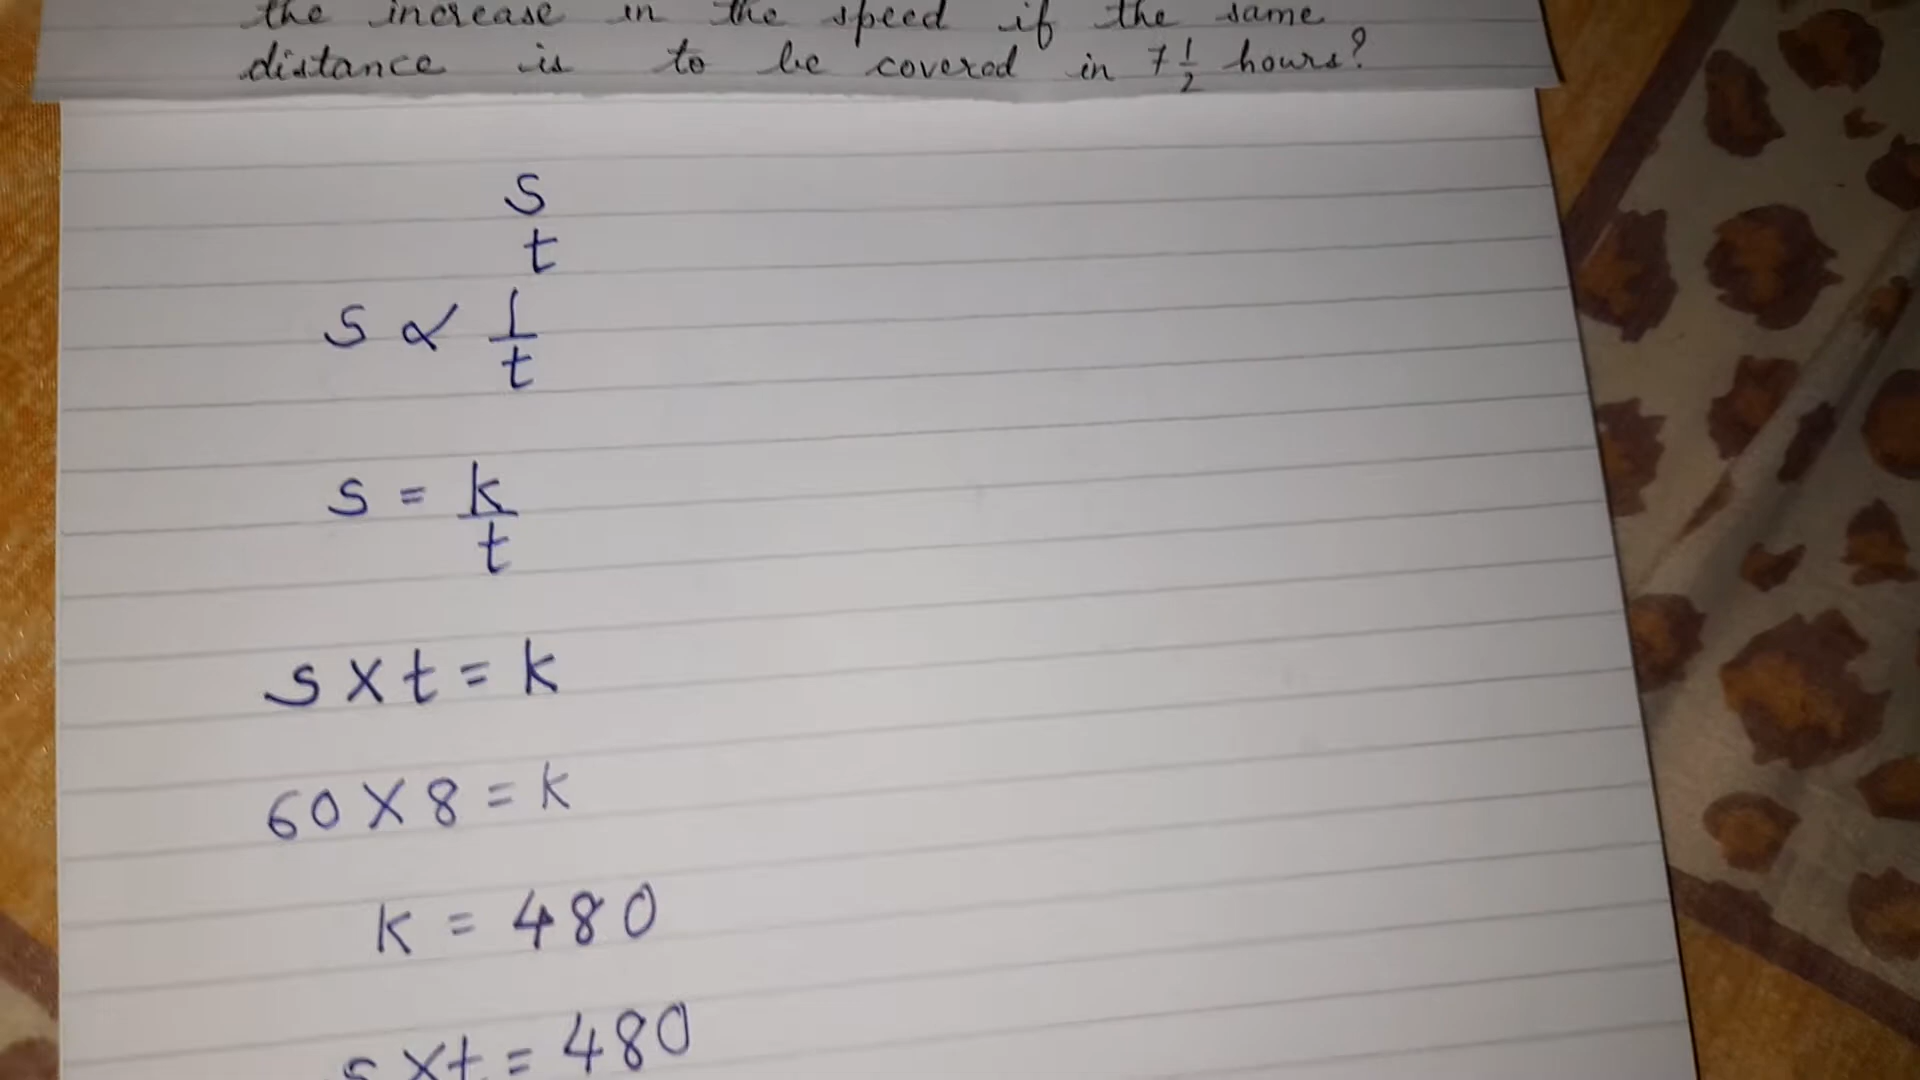 the increase in the speed if the same
distance is to be covered in 7 1/2 hours?
s
t
s ∝ 1/t
s = k/t
s × t = k
60 × 8 = k
k = 480
s × t = 480